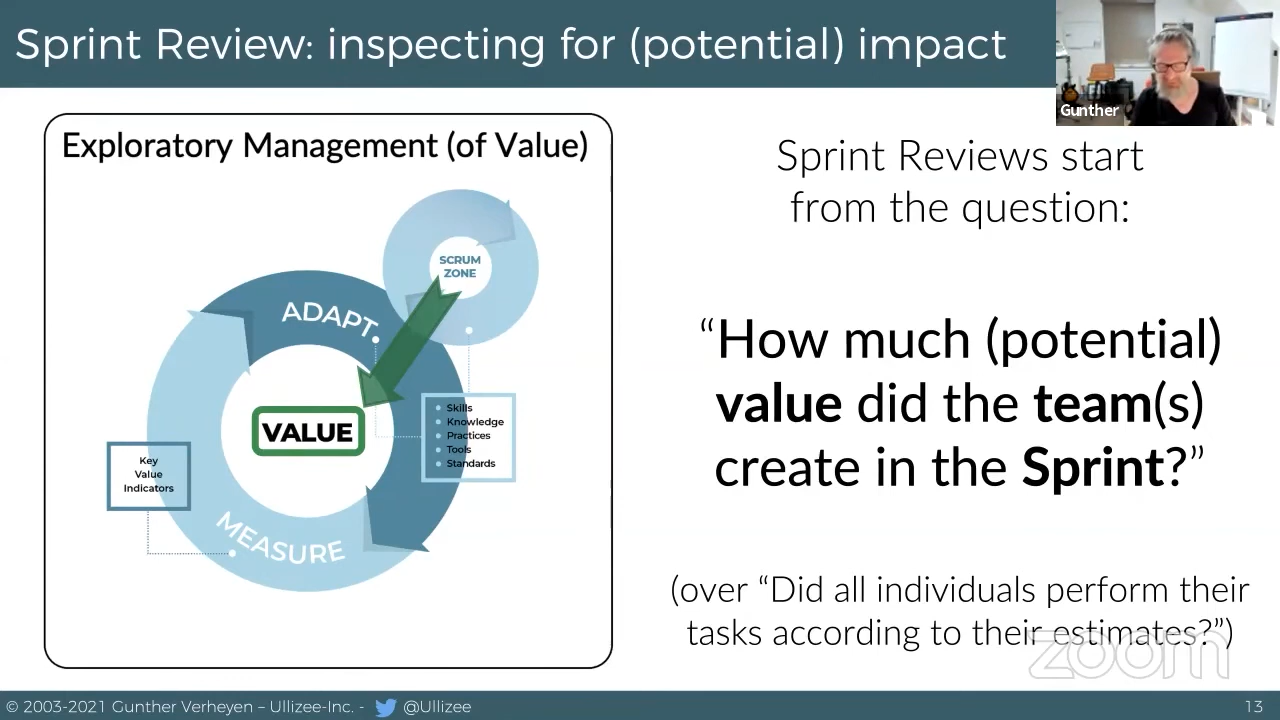 Sprint Review: inspecting for (potential) impact
Gunther
Exploratory Management (of Value)
SCRUM
ZONE
ADAPT
VALUE
Skills
Knowledge
Practices
Tools
Standards
Key
Value
Indicators
MEASURE
Sprint Reviews start
from the question:
“How much (potential)
value did the team(s)
create in the Sprint?”
(over “Did all individuals perform their
tasks according to their estimates?”)
zoom
© 2003-2021 Gunther Verheyen – Ullizee-Inc. - @Ullizee
13